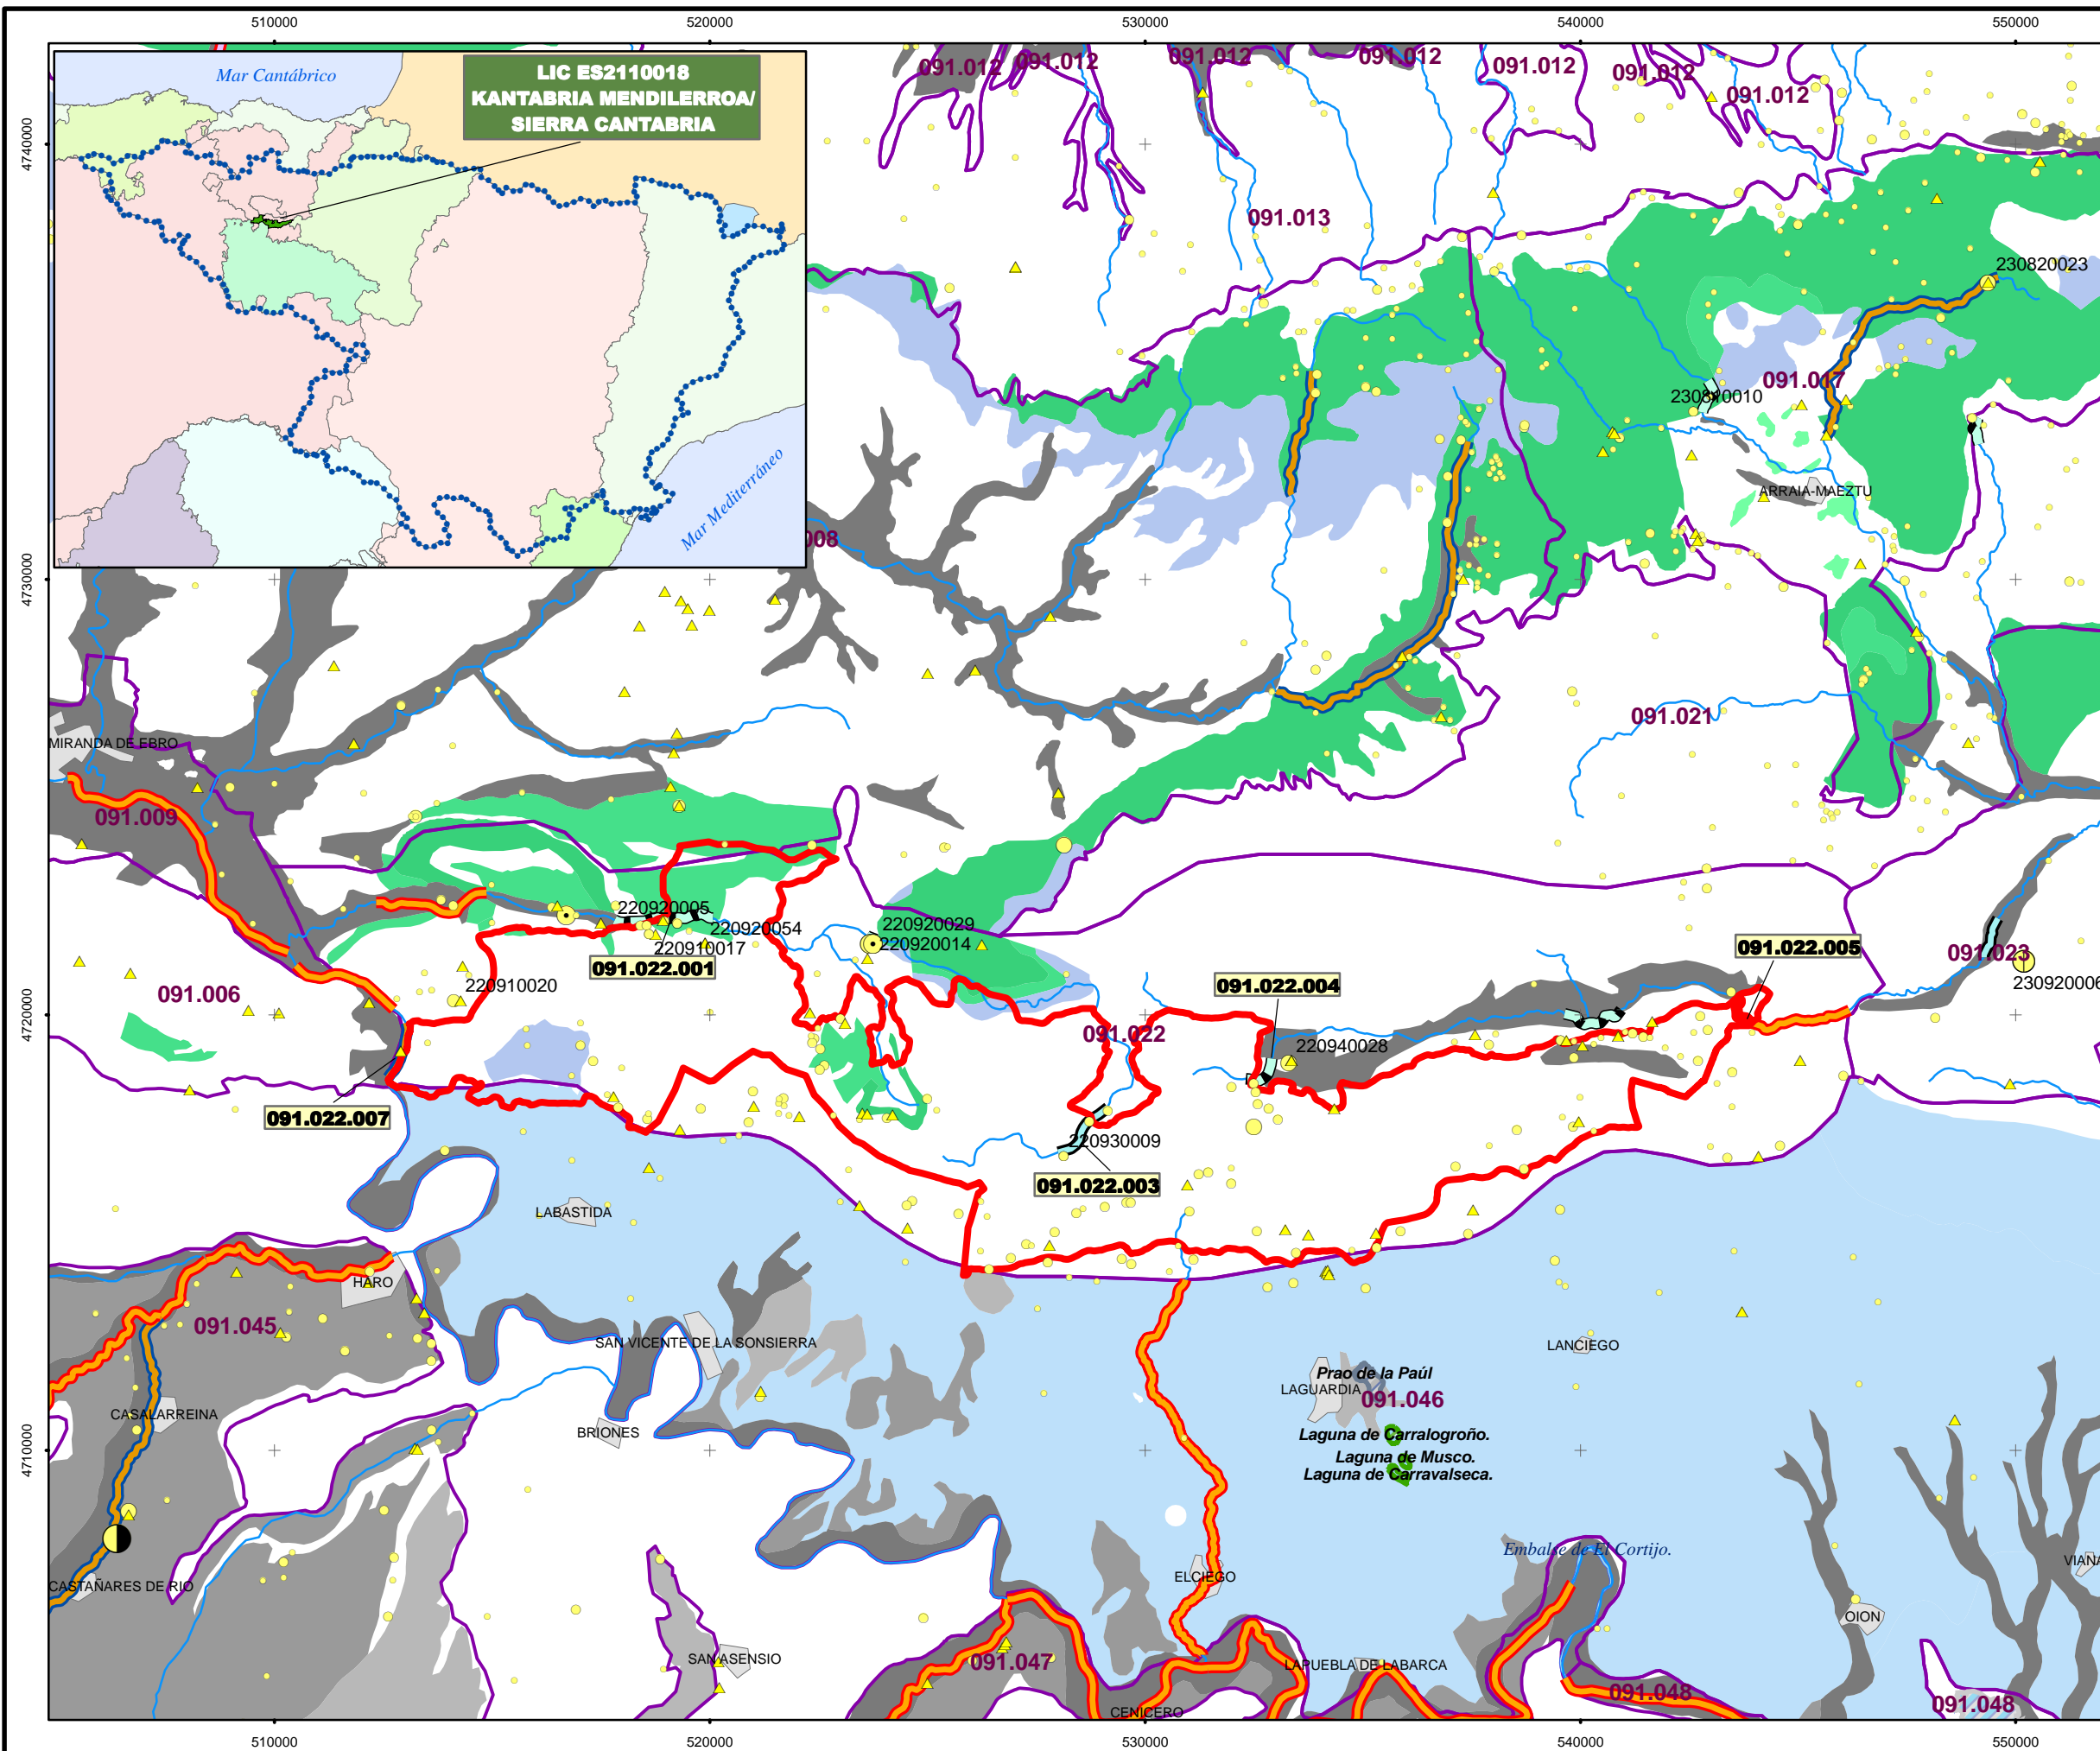 510000
520000
530000
540000
550000
Mar Cantábrico
LIC ES2110018
KANTABRIA MENDILERROA/
SIERRA CANTABRIA
Mar Mediterráneo
4740000
4730000
4720000
4710000
091.012
091.012
091.012
091.012
091.012
091.012
091.012
091.013
230820023
091.017
230810010
ARRAIA-MAEZTU
008
091.021
MIRANDA DE EBRO
091.009
220920005
220920054
220910017
091.022.001
220920029
220920014
220910020
091.006
091.022.005
091.023
230920006
091.022.004
091.022
220940028
091.022.007
220930009
091.022.003
LABASTIDA
HARO
091.045
SAN VICENTE DE LA SONSIERRA
LANCIEGO
Prao de la Paúl
LAGUARDIA
091.046
CASALARREINA
BRIONES
Laguna de Carralogroño.
Laguna de Musco.
Laguna de Carravalseca.
Embalse de El Cortijo.
VIANA
CASTAÑARES DE RIO
ELCIEGO
OION
SAN ASENSIO
091.047
LAPUEBLA DE LABARCA
091.048
091.048
CENICERO
510000
520000
530000
540000
550000